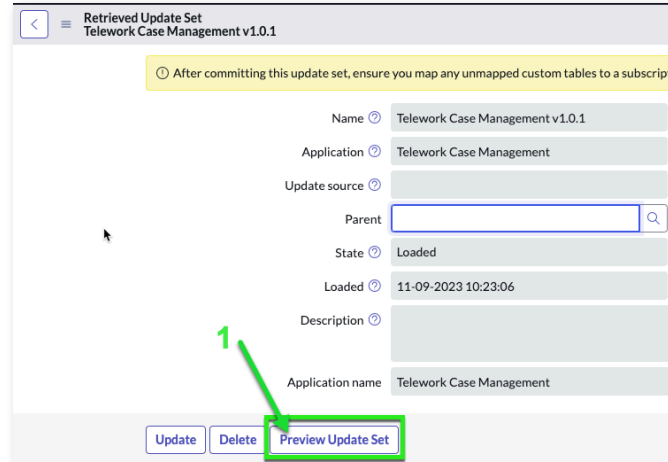 Retrieved Update Set
Telework Case Management v1.0.1
After committing this update set, ensure you map any unmapped custom tables to a subscrip
Name Telework Case Management v1.0.1
Application Telework Case Management
Update source
Parent
State Loaded
Loaded 11-09-2023 10:23:06
Description
1
Application name Telework Case Management
Update Delete Preview Update Set